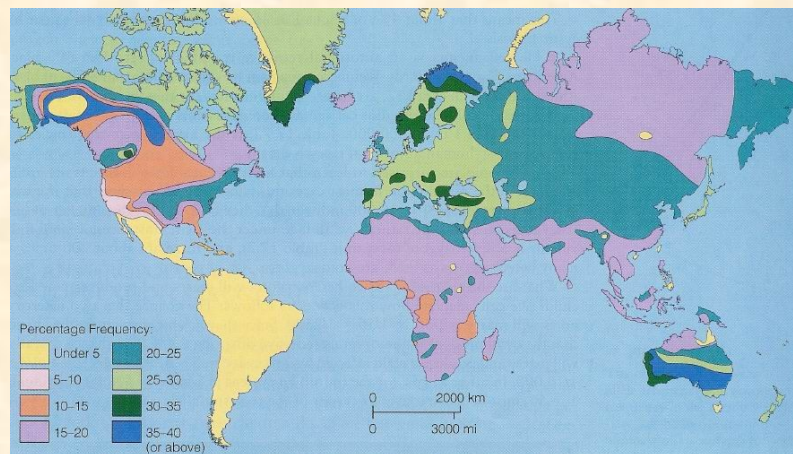 Percentage Frequency:
Under 5
5–10
10–15
15–20
20–25
25–30
30–35
35–40
(or above)
0 2000 km
0 3000 mi